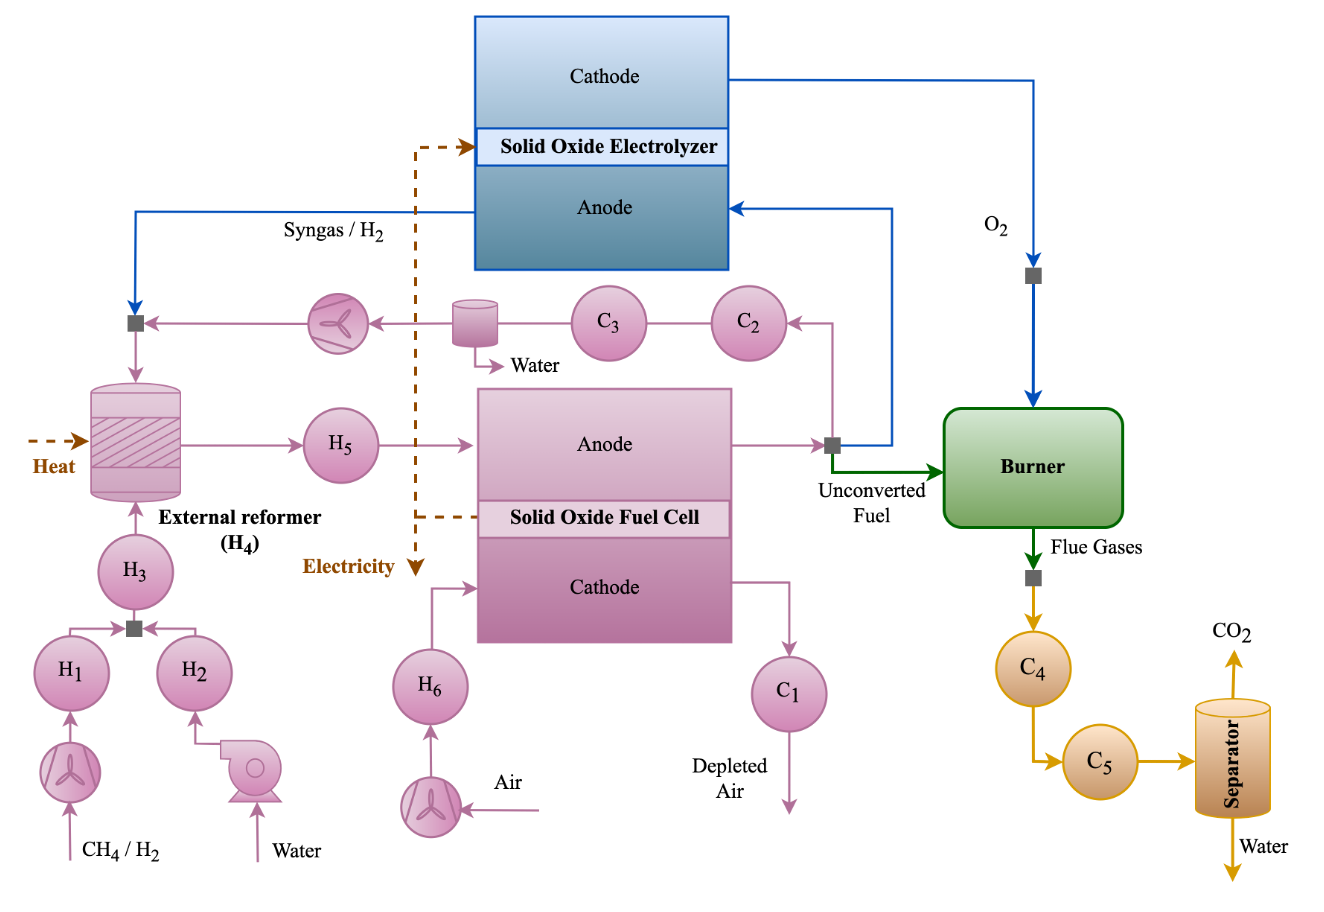 Cathode
Solid Oxide Electrolyzer
Anode
Syngas / H₂
O₂
C₃
C₂
Water
Heat
H₅
Anode
Burner
Unconverted
Fuel
External reformer
(H₄)
Solid Oxide Fuel Cell
Electricity
Cathode
Flue Gases
H₃
H₁
H₂
H₆
C₁
C₄
CO₂
C₅
Separator
Air
Depleted
Air
CH₄ / H₂
Water
Water